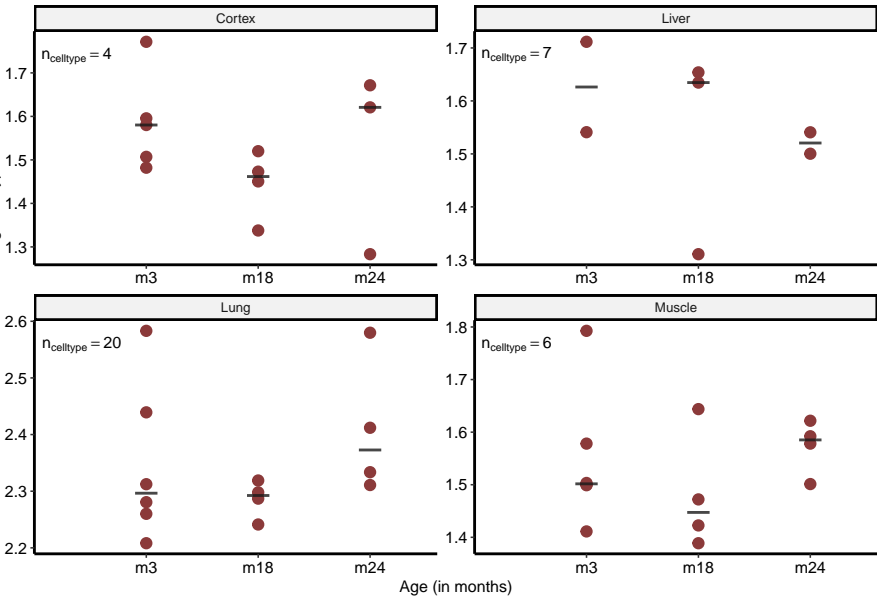 Cortex
n_celltype = 4
1.7
1.6
1.5
1.4
1.3
m3 m18 m24
Liver
n_celltype = 7
1.7
1.6
1.5
1.4
1.3
m3 m18 m24
Lung
n_celltype = 20
2.6
2.5
2.4
2.3
2.2
m3 m18 m24
Muscle
n_celltype = 6
1.8
1.7
1.6
1.5
1.4
m3 m18 m24
Age (in months)